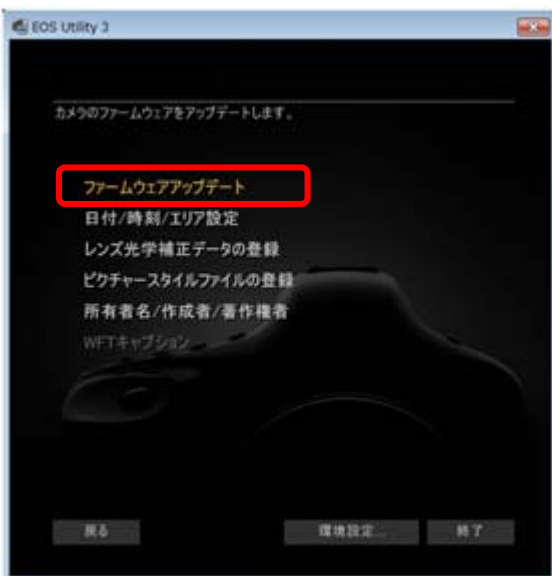 EOS Utility 3
カメラのファームウェアをアップデートします。
ファームウェアアップデート
日付/時刻/エリア設定
レンズ光学補正データの登録
ピクチャースタイルファイルの登録
所有者名/作成者/著作権者
WFTキャプション
戻る 環境設定... 終了